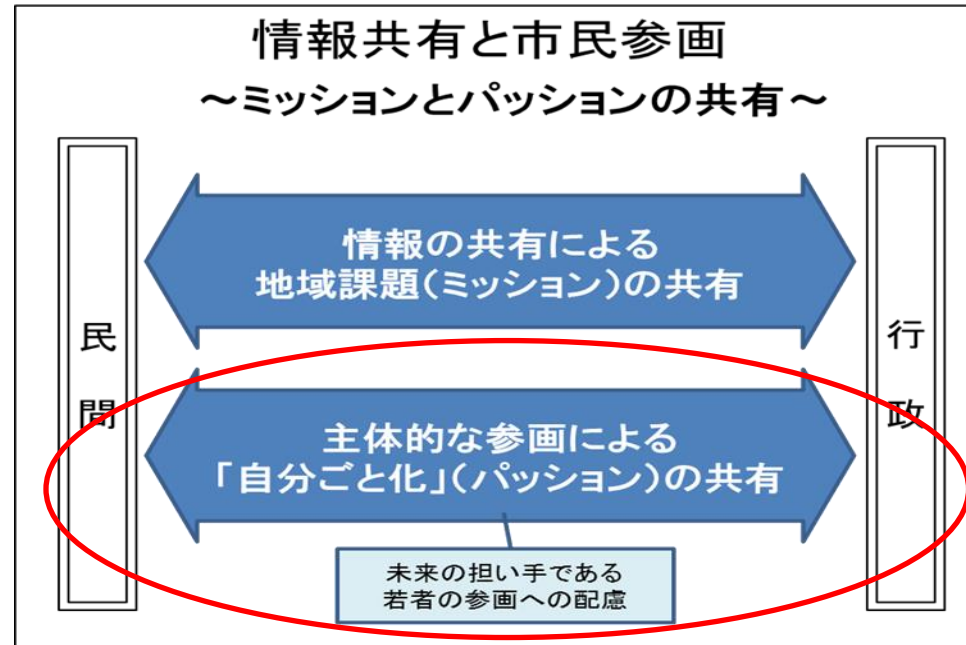 情報共有と市民参画
～ミッションとパッションの共有～
民間
情報の共有による
地域課題(ミッション)の共有
主体的な参画による
「自分ごと化」(パッション)の共有
未来の担い手である
若者の参画への配慮
行政